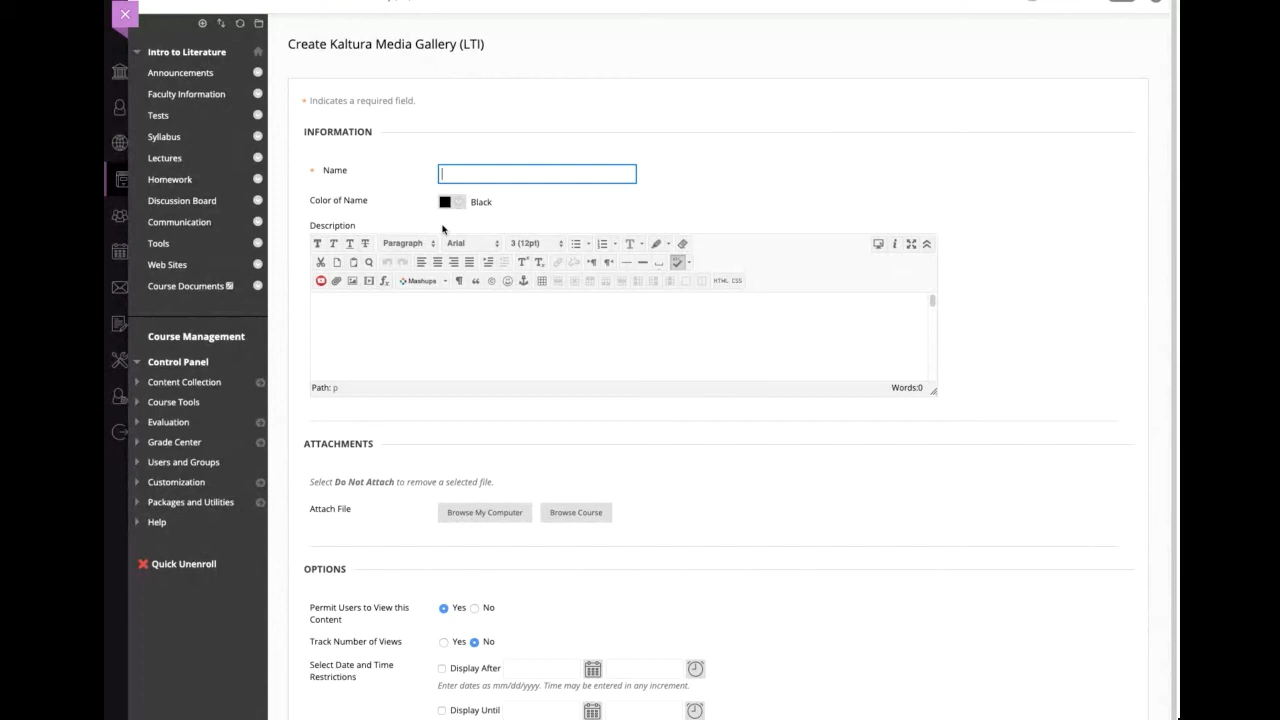 Intro to Literature
Announcements
Faculty Information
Tests
Syllabus
Lectures
Homework
Discussion Board
Communication
Tools
Web Sites
Course Documents
Course Management
Control Panel
Content Collection
Course Tools
Evaluation
Grade Center
Users and Groups
Customization
Packages and Utilities
Help
Quick Unenroll
Create Kaltura Media Gallery (LTI)
* Indicates a required field.
INFORMATION
* Name
Color of Name Black
Description
Paragraph Arial 3 (12pt)
Mashups HTML CSS
Path: p Words:0
ATTACHMENTS
Select Do Not Attach to remove a selected file.
Attach File Browse My Computer Browse Course
OPTIONS
Permit Users to View this Yes No
Content
Track Number of Views Yes No
Select Date and Time Display After
Restrictions
Enter dates as mm/dd/yyyy. Time may be entered in any increment.
Display Until